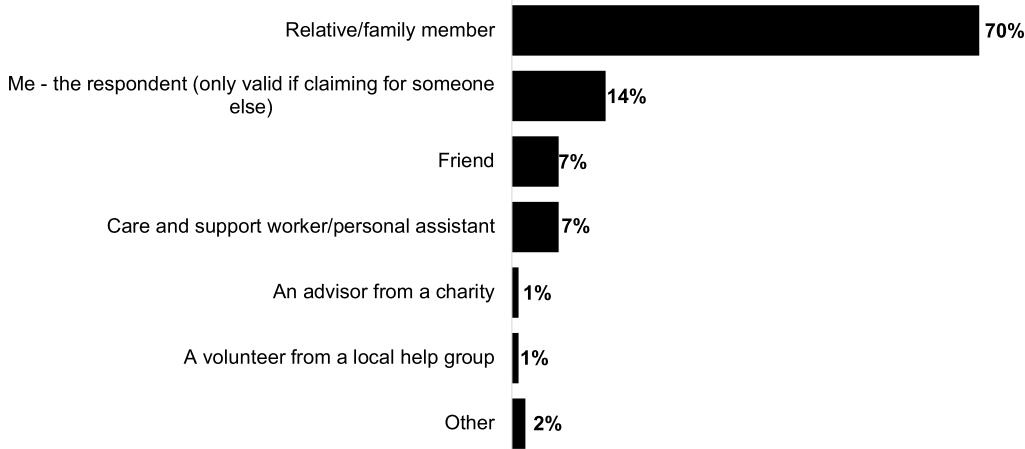 Relative/family member 70%
Me - the respondent (only valid if claiming for someone
else) 14%
Friend 7%
Care and support worker/personal assistant 7%
An advisor from a charity 1%
A volunteer from a local help group 1%
Other 2%